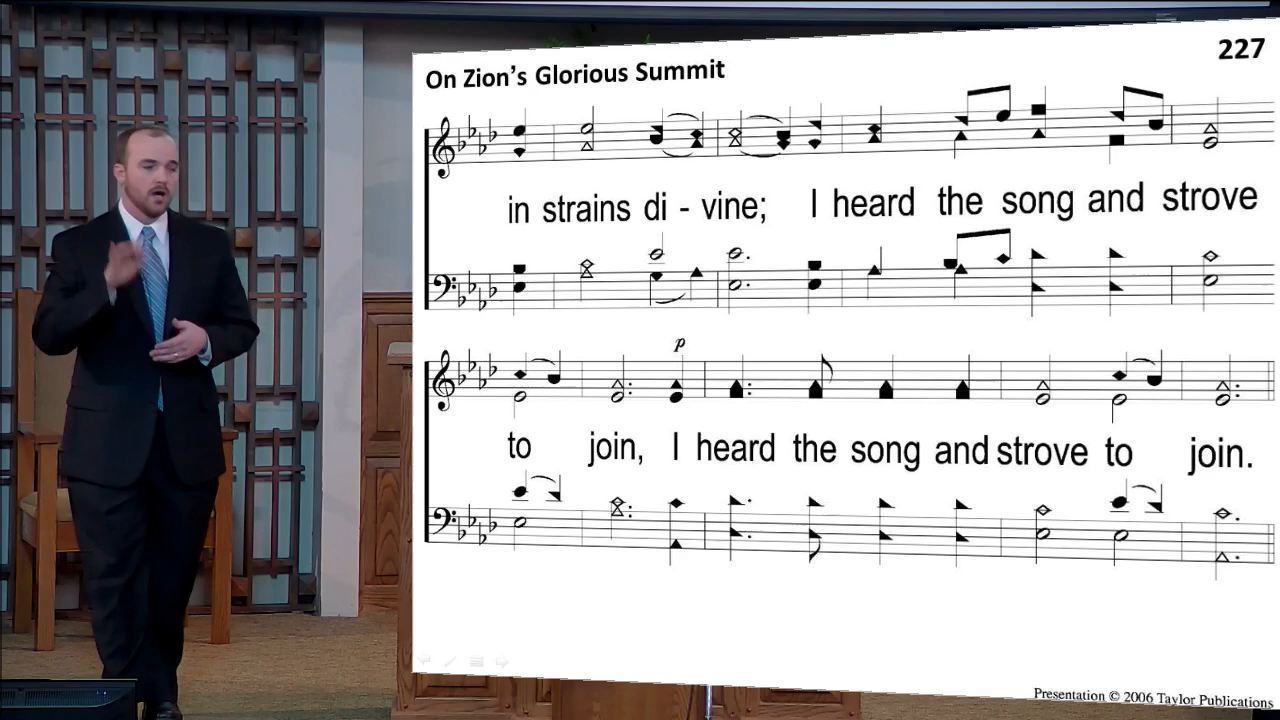 On Zion's Glorious Summit
227
in strains di - vine; I heard the song and strove
p
to join, I heard the song and strove to join.
Presentation © 2006 Taylor Publications